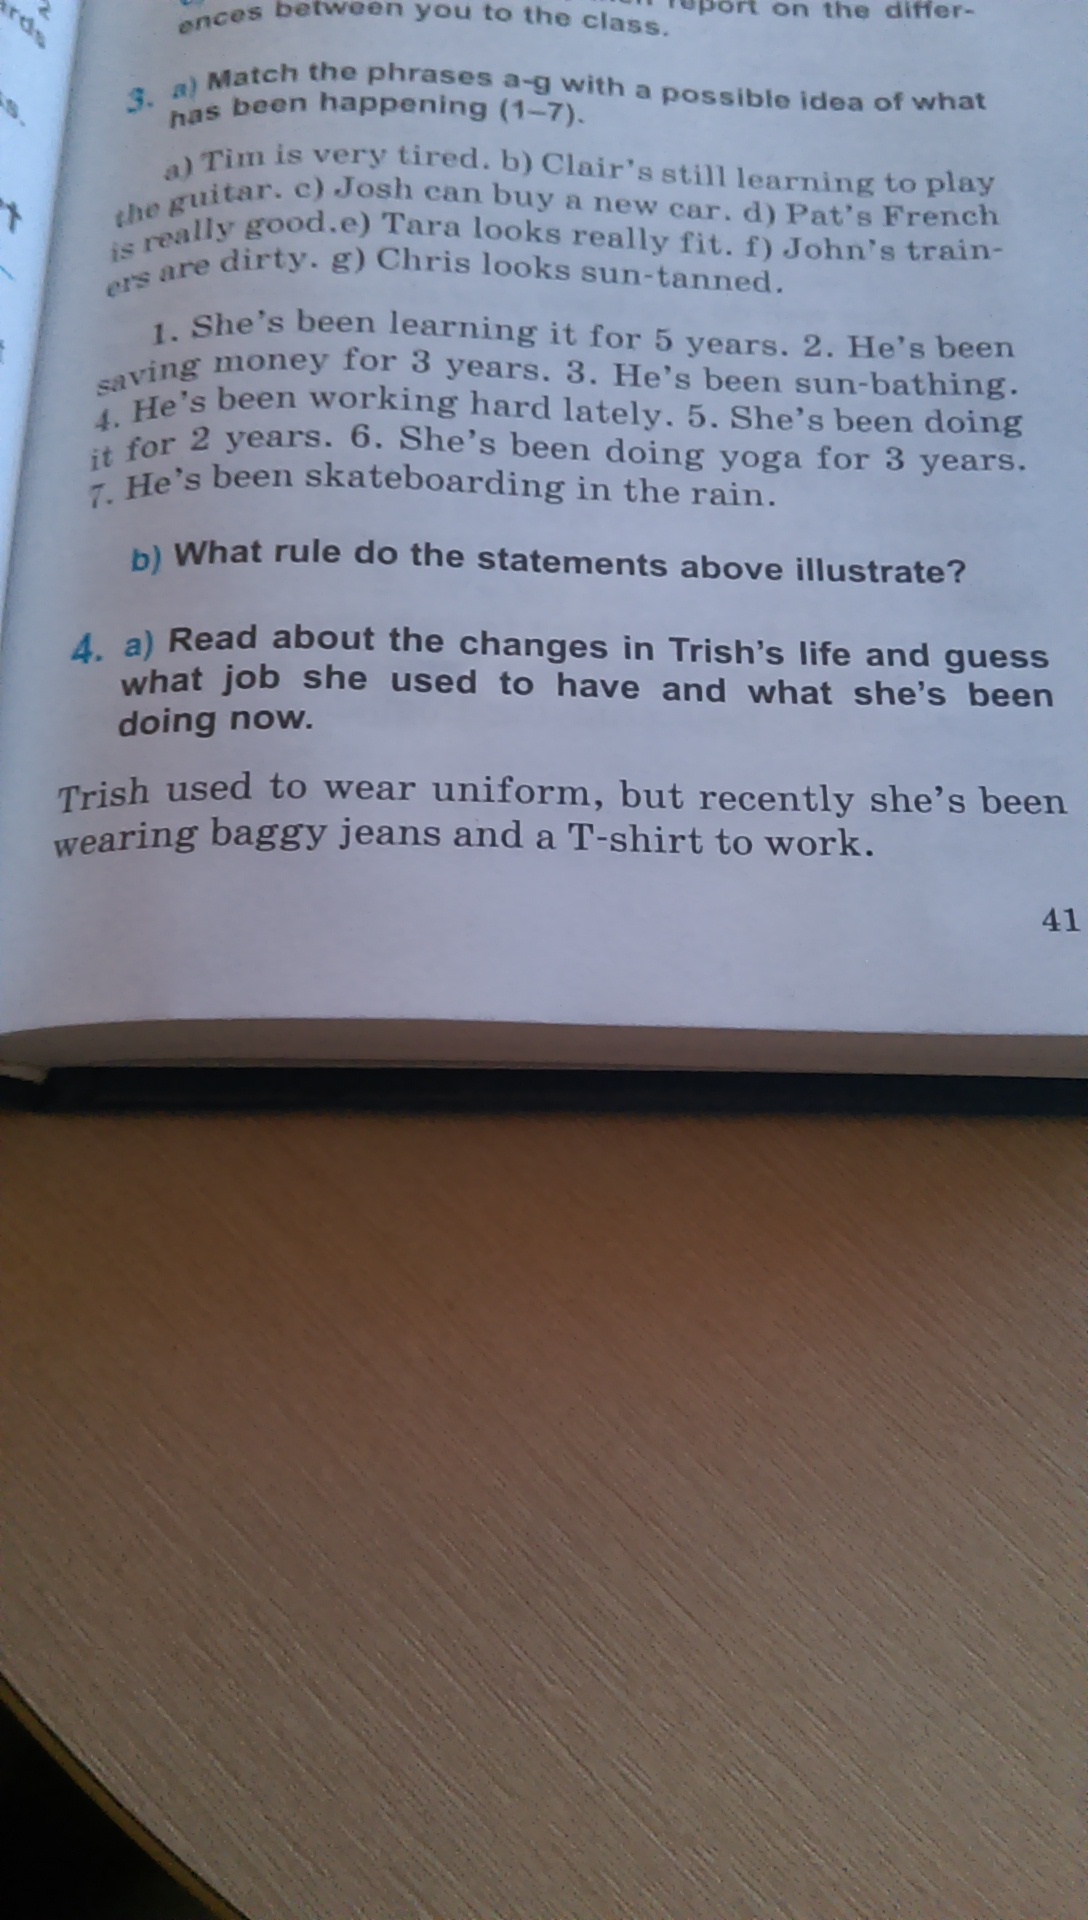 report on the differ-
ences between you to the class.
3. a) Match the phrases a-g with a possible idea of what
has been happening (1–7).
a) Tim is very tired. b) Clair's still learning to play
the guitar. c) Josh can buy a new car. d) Pat's French
is really good.e) Tara looks really fit. f) John's train-
ers are dirty. g) Chris looks sun-tanned.
1. She's been learning it for 5 years. 2. He's been
saving money for 3 years. 3. He's been sun-bathing.
4. He's been working hard lately. 5. She's been doing
it for 2 years. 6. She's been doing yoga for 3 years.
7. He's been skateboarding in the rain.
b) What rule do the statements above illustrate?
4. a) Read about the changes in Trish's life and guess
what job she used to have and what she's been
doing now.
Trish used to wear uniform, but recently she's been
wearing baggy jeans and a T-shirt to work.
41